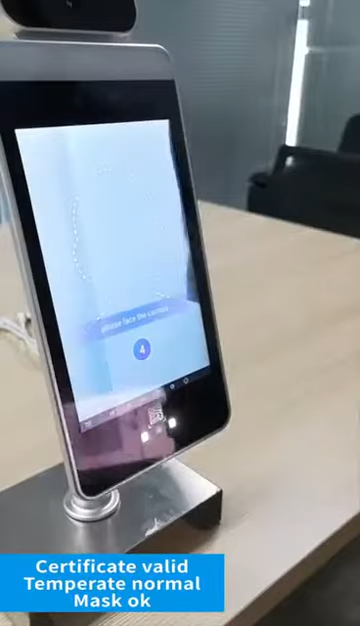 please face the camera
4
Certificate valid
Temperate normal
Mask ok